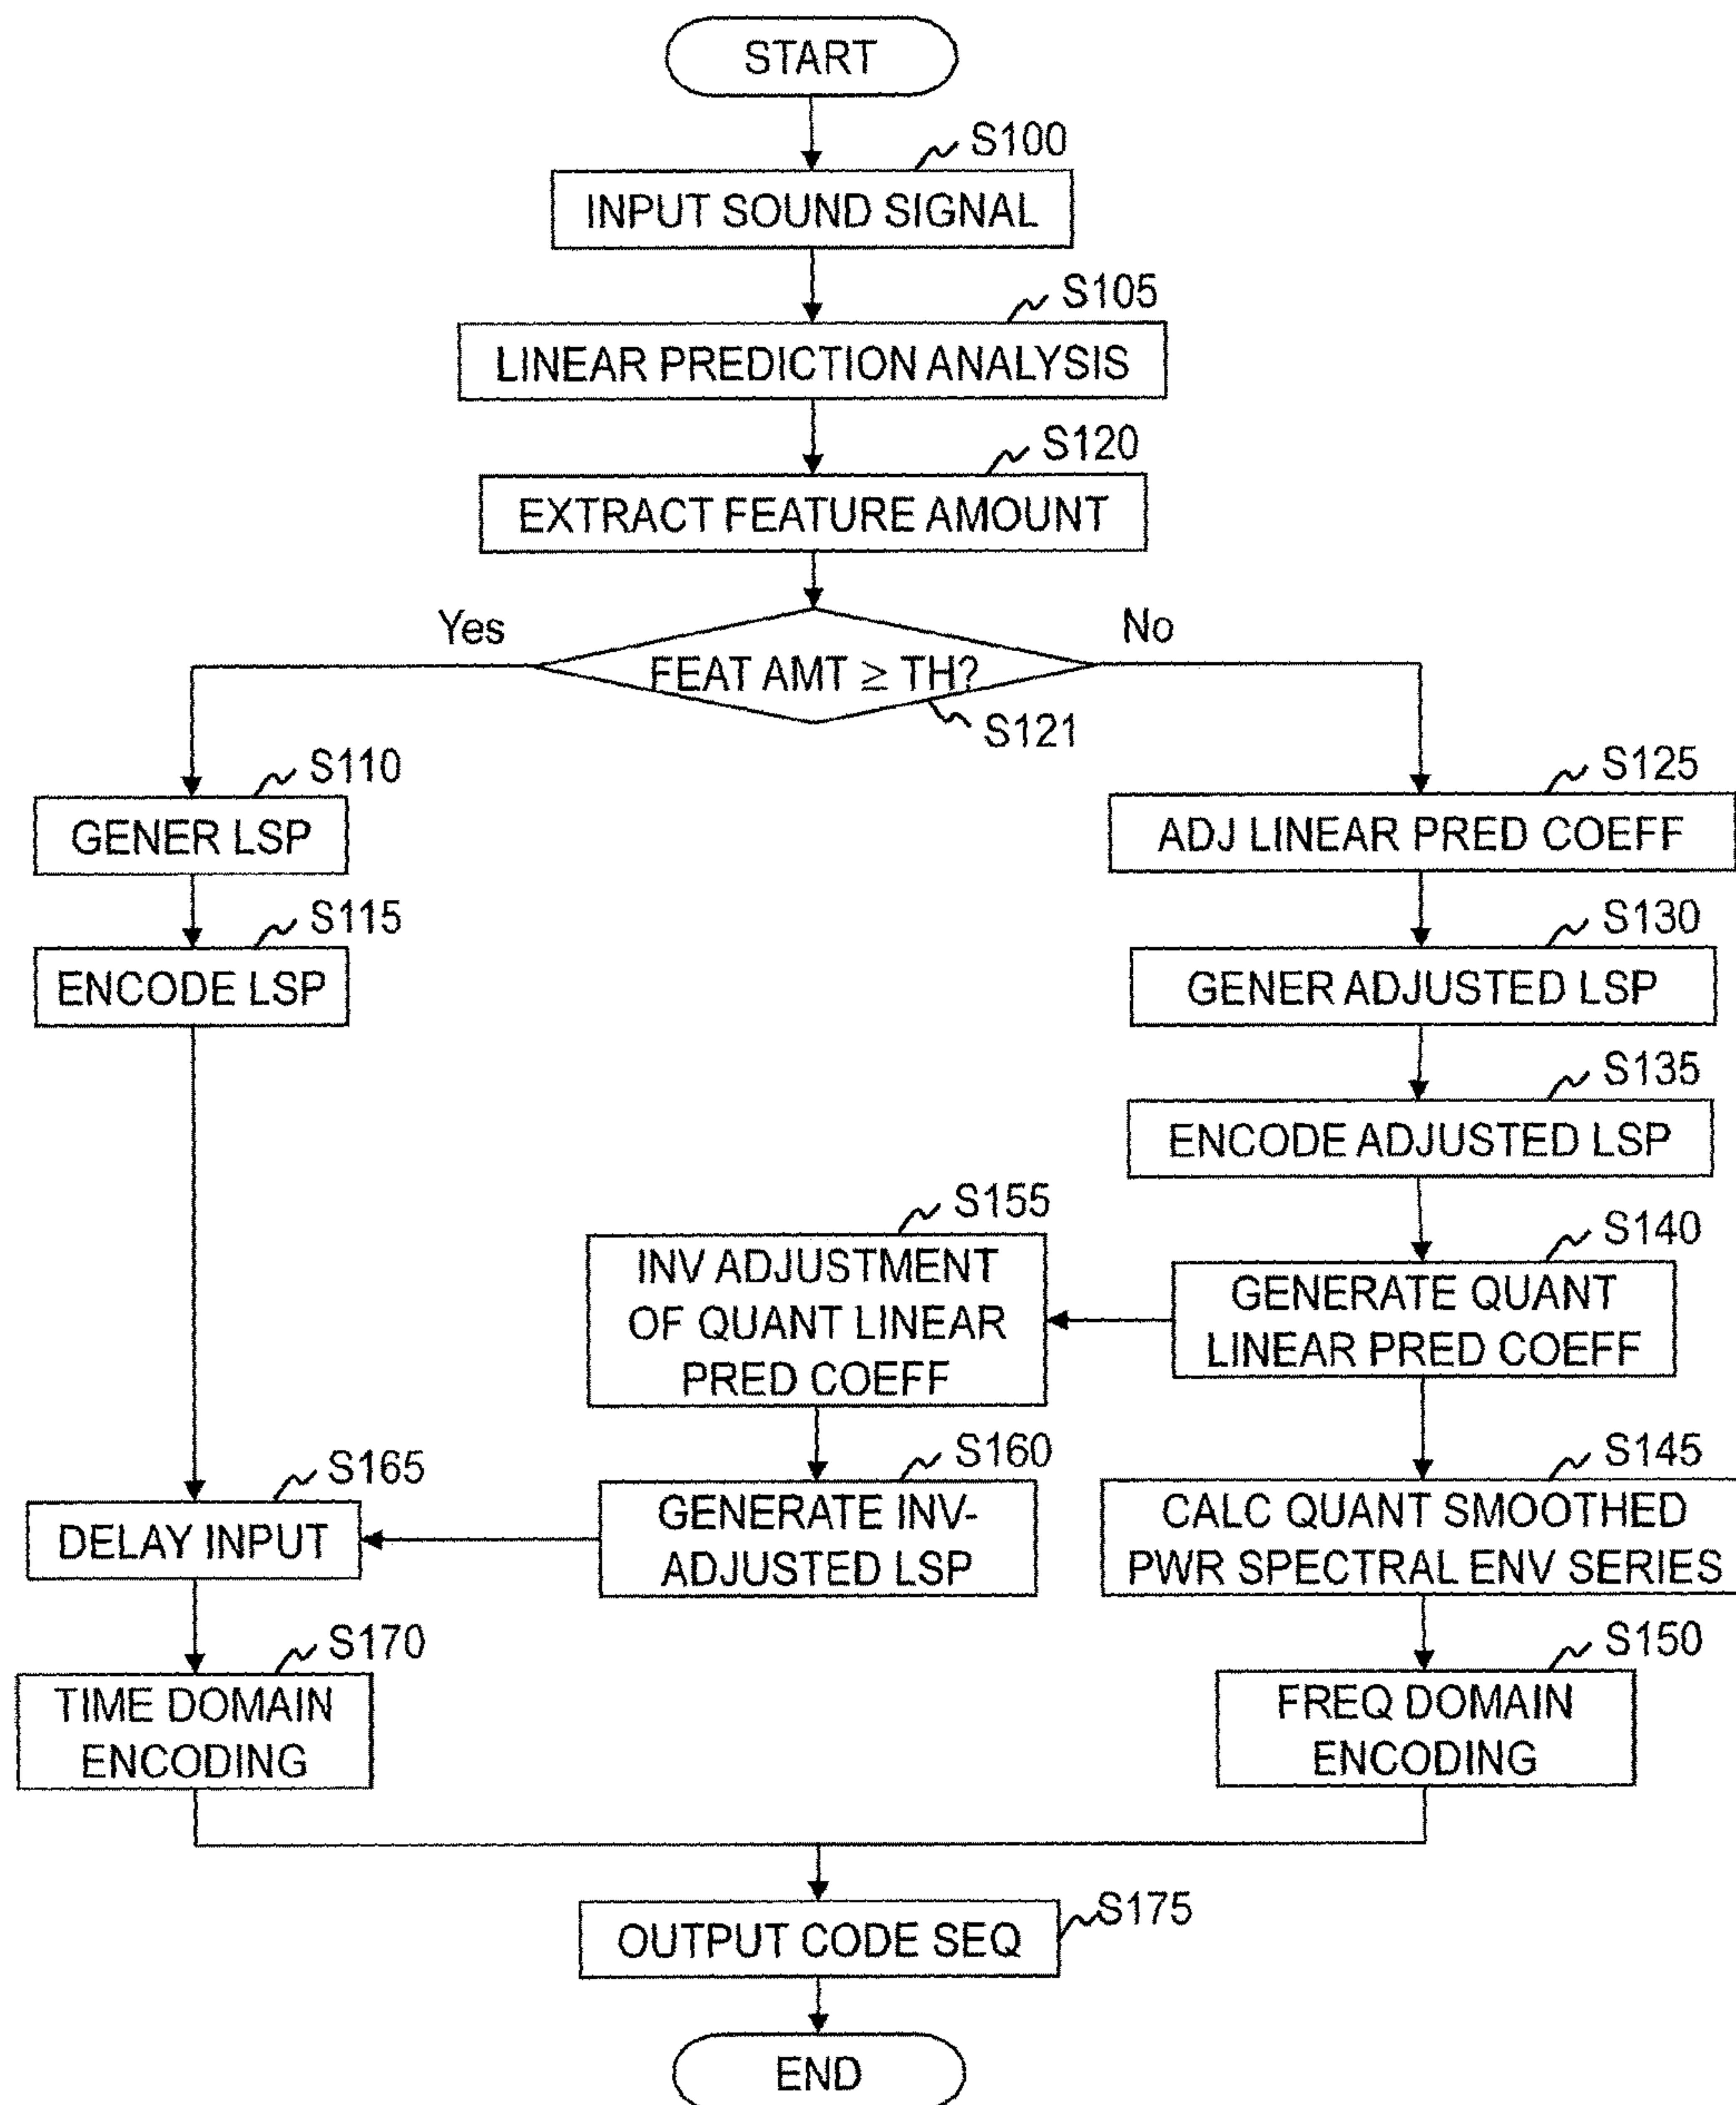 START
S100
INPUT SOUND SIGNAL
S105
LINEAR PREDICTION ANALYSIS
S120
EXTRACT FEATURE AMOUNT
Yes
No
FEAT AMT ≥ TH?
S121
S110
GENER LSP
S115
ENCODE LSP
S125
ADJ LINEAR PRED COEFF
S130
GENER ADJUSTED LSP
S135
ENCODE ADJUSTED LSP
S140
GENERATE QUANT
LINEAR PRED COEFF
S155
INV ADJUSTMENT
OF QUANT LINEAR
PRED COEFF
S160
GENERATE INV-
ADJUSTED LSP
S145
CALC QUANT SMOOTHED
PWR SPECTRAL ENV SERIES
S165
DELAY INPUT
S170
TIME DOMAIN
ENCODING
S150
FREQ DOMAIN
ENCODING
S175
OUTPUT CODE SEQ
END